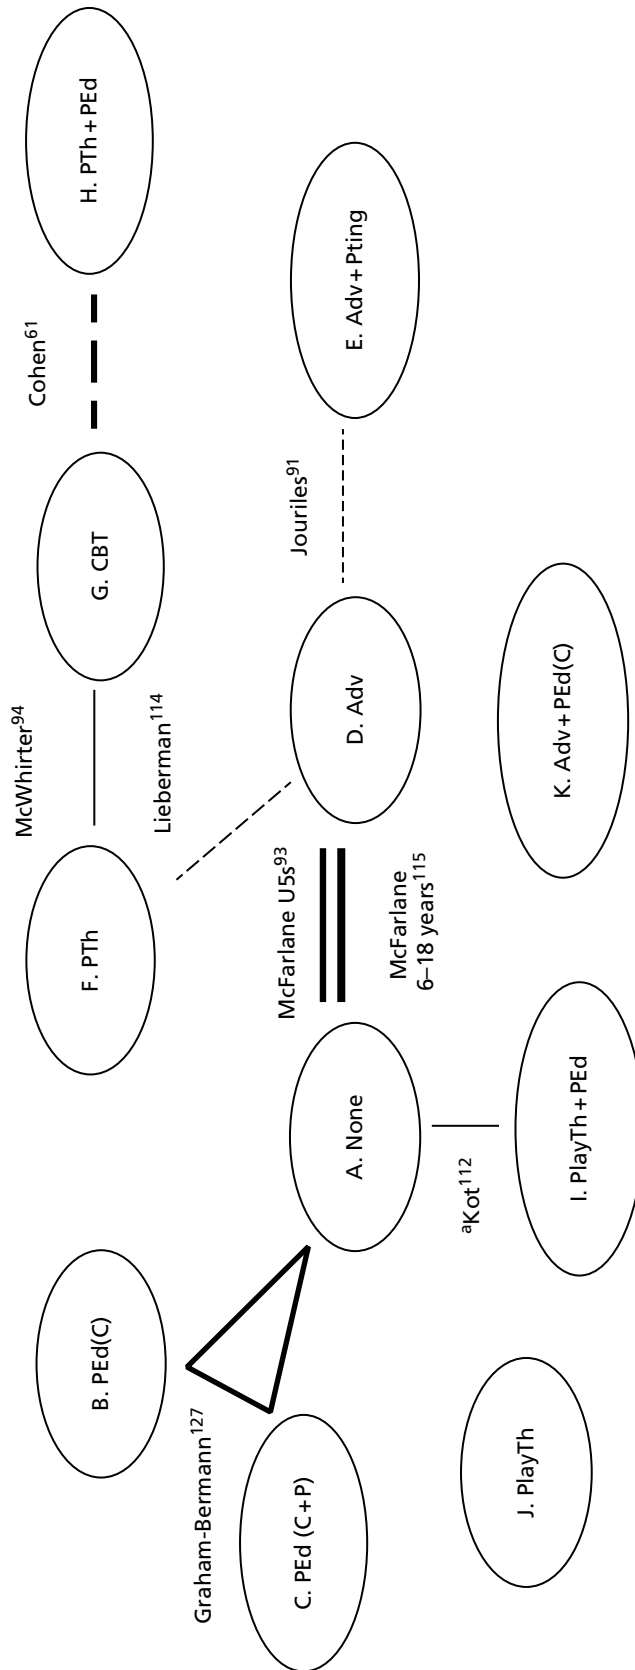 Graham-Bermann¹²⁷
B. PEd(C)
C. PEd (C+P)
J. PlayTh
A. None
ᵃKot¹¹²
I. PlayTh + PEd
McFarlane U5s⁹³
McFarlane
6–18 years¹¹⁵
F. PTh
McWhirter⁹⁴
Lieberman¹¹⁴
D. Adv
K. Adv + PEd(C)
G. CBT
Jouriles⁹¹
Cohen⁶¹
E. Adv + Pting
H. PTh + PEd